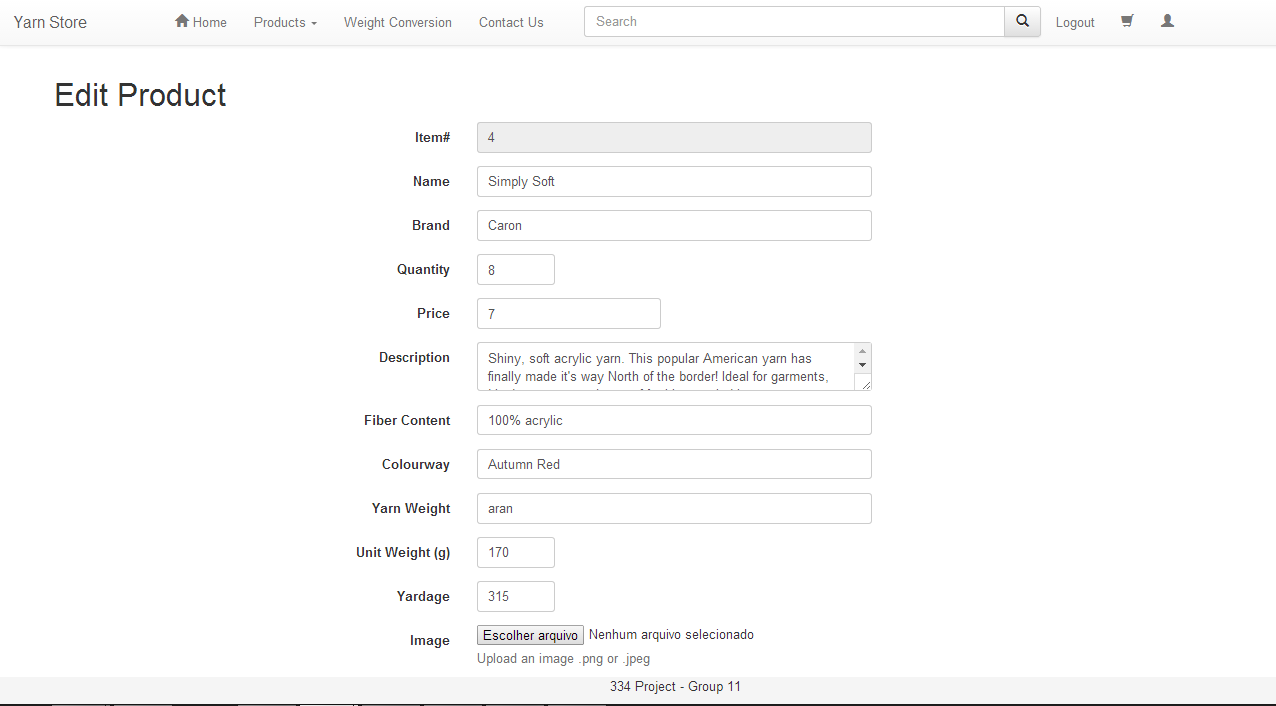 Yarn Store Home Products Weight Conversion Contact Us Search Logout
Edit Product
Item# 4
Name Simply Soft
Brand Caron
Quantity 8
Price 7
Description Shiny, soft acrylic yarn. This popular American yarn has
finally made it's way North of the border! Ideal for garments,
Fiber Content 100% acrylic
Colourway Autumn Red
Yarn Weight aran
Unit Weight (g) 170
Yardage 315
Image Escolher arquivo Nenhum arquivo selecionado
Upload an image .png or .jpeg
334 Project - Group 11